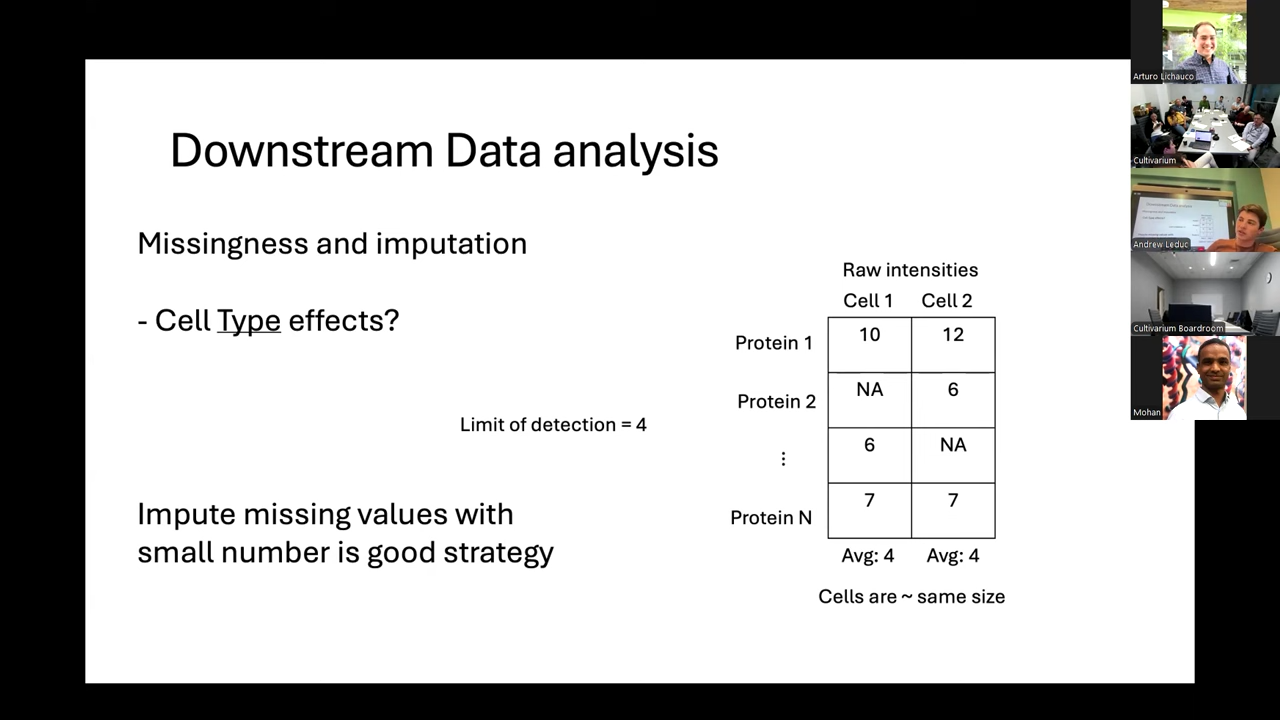 Downstream Data analysis
Missingness and imputation
- Cell Type effects?
Limit of detection = 4
Impute missing values with
small number is good strategy
Raw intensities
Cell 1 Cell 2
Protein 1 10 12
Protein 2 NA 6
⋮ 6 NA
Protein N 7 7
Avg: 4 Avg: 4
Cells are ~ same size
Arturo Lichauco
Cultivarium
Downstream Data analysis
Andrew Leduc
Cultivarium Boardroom
Mohan